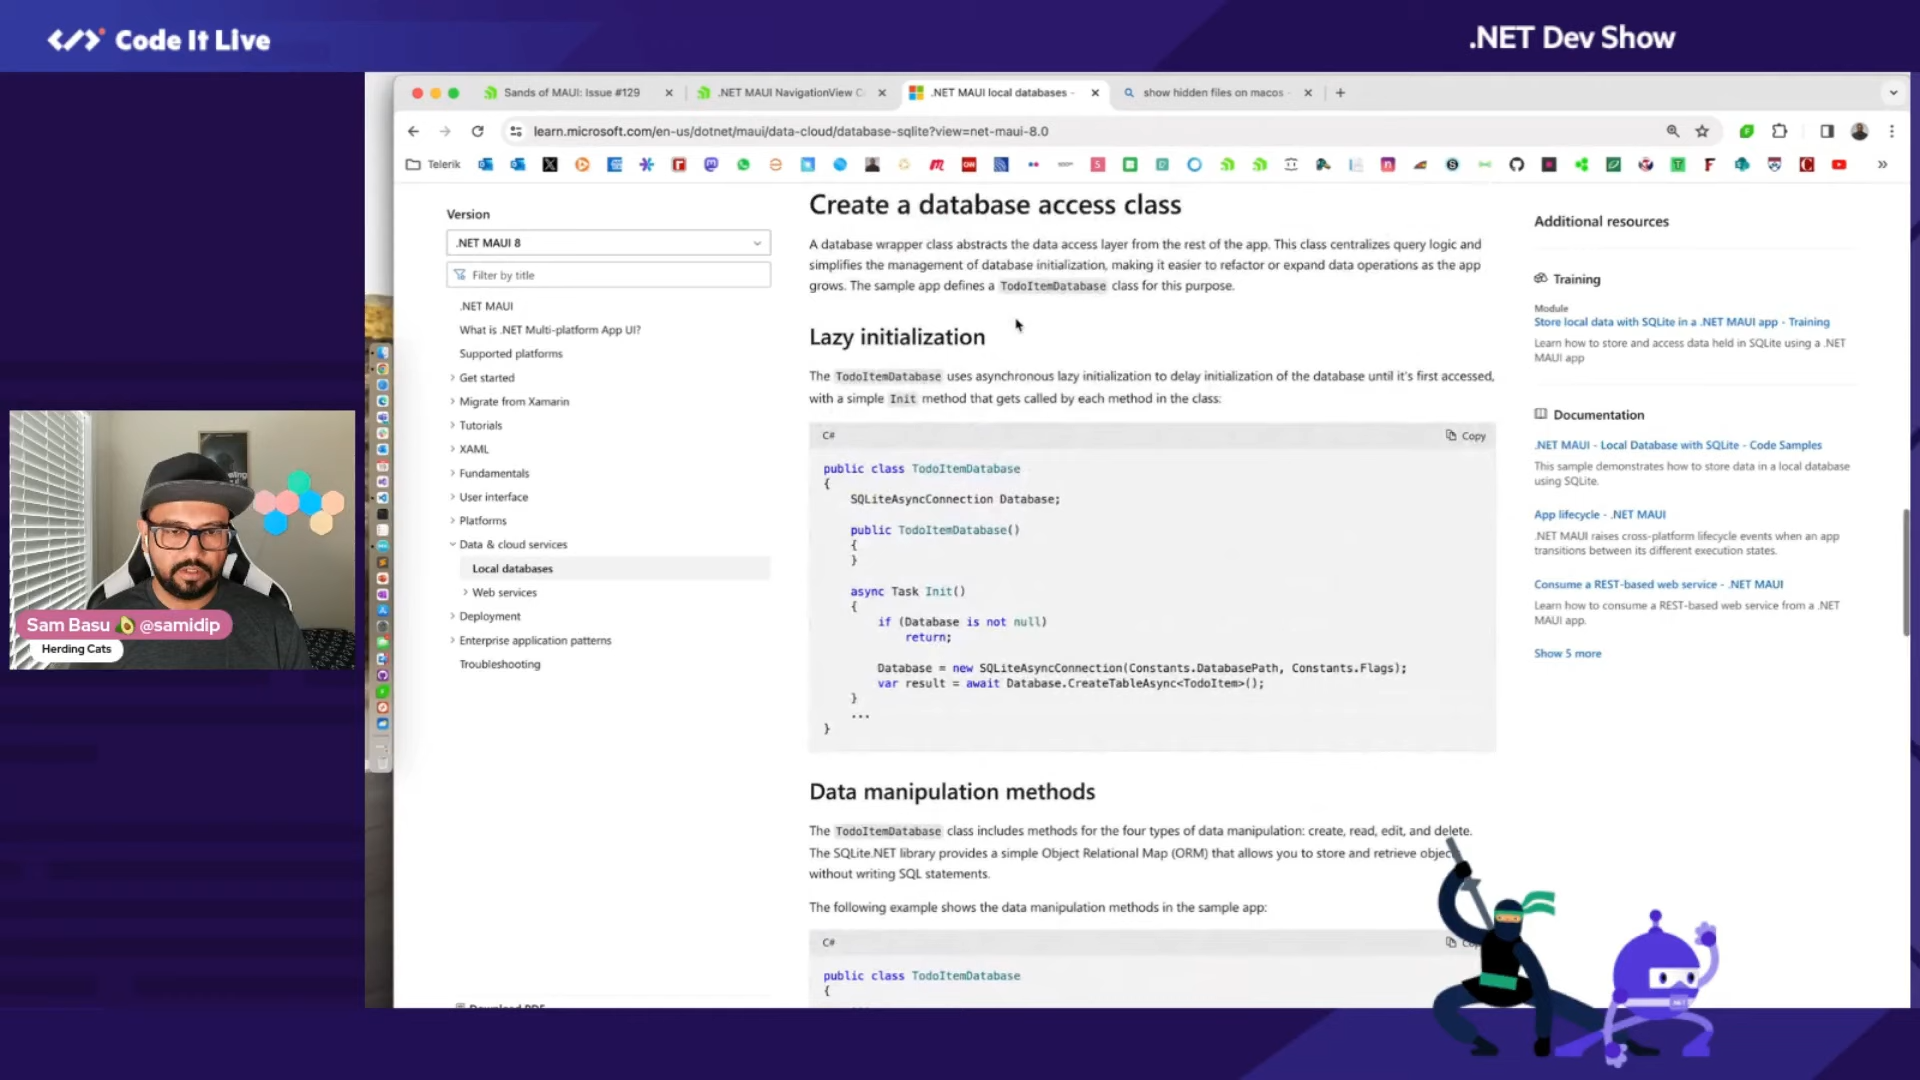 Code It Live
.NET Dev Show
Sands of MAUI: Issue #129
.NET MAUI NavigationView C
.NET MAUI local databases -
show hidden files on macos -
learn.microsoft.com/en-us/dotnet/maui/data-cloud/database-sqlite?view=net-maui-8.0
Telerik
Version
.NET MAUI 8
Filter by title
.NET MAUI
What is .NET Multi-platform App UI?
Supported platforms
Get started
Migrate from Xamarin
Tutorials
XAML
Fundamentals
User interface
Platforms
Data & cloud services
Local databases
Web services
Deployment
Enterprise application patterns
Troubleshooting
Download PDF
Create a database access class
A database wrapper class abstracts the data access layer from the rest of the app. This class centralizes query logic and
simplifies the management of database initialization, making it easier to refactor or expand data operations as the app
grows. The sample app defines a TodoItemDatabase class for this purpose.
Lazy initialization
The TodoItemDatabase uses asynchronous lazy initialization to delay initialization of the database until it's first accessed,
with a simple Init method that gets called by each method in the class:
C#
Copy
public class TodoItemDatabase
{
SQLiteAsyncConnection Database;
public TodoItemDatabase()
{
}
async Task Init()
{
if (Database is not null)
return;
Database = new SQLiteAsyncConnection(Constants.DatabasePath, Constants.Flags);
var result = await Database.CreateTableAsync<TodoItem>();
}
...
}
Data manipulation methods
The TodoItemDatabase class includes methods for the four types of data manipulation: create, read, edit, and delete.
The SQLite.NET library provides a simple Object Relational Map (ORM) that allows you to store and retrieve objec
without writing SQL statements.
The following example shows the data manipulation methods in the sample app:
C#
public class TodoItemDatabase
{
Additional resources
Training
Module
Store local data with SQLite in a .NET MAUI app - Training
Learn how to store and access data held in SQLite using a .NET
MAUI app
Documentation
.NET MAUI - Local Database with SQLite - Code Samples
This sample demonstrates how to store data in a local database
using SQLite.
App lifecycle - .NET MAUI
.NET MAUI raises cross-platform lifecycle events when an app
transitions between its different execution states.
Consume a REST-based web service - .NET MAUI
Learn how to consume a REST-based web service from a .NET
MAUI app.
Show 5 more
Sam Basu 🥑 @samidip
Herding Cats